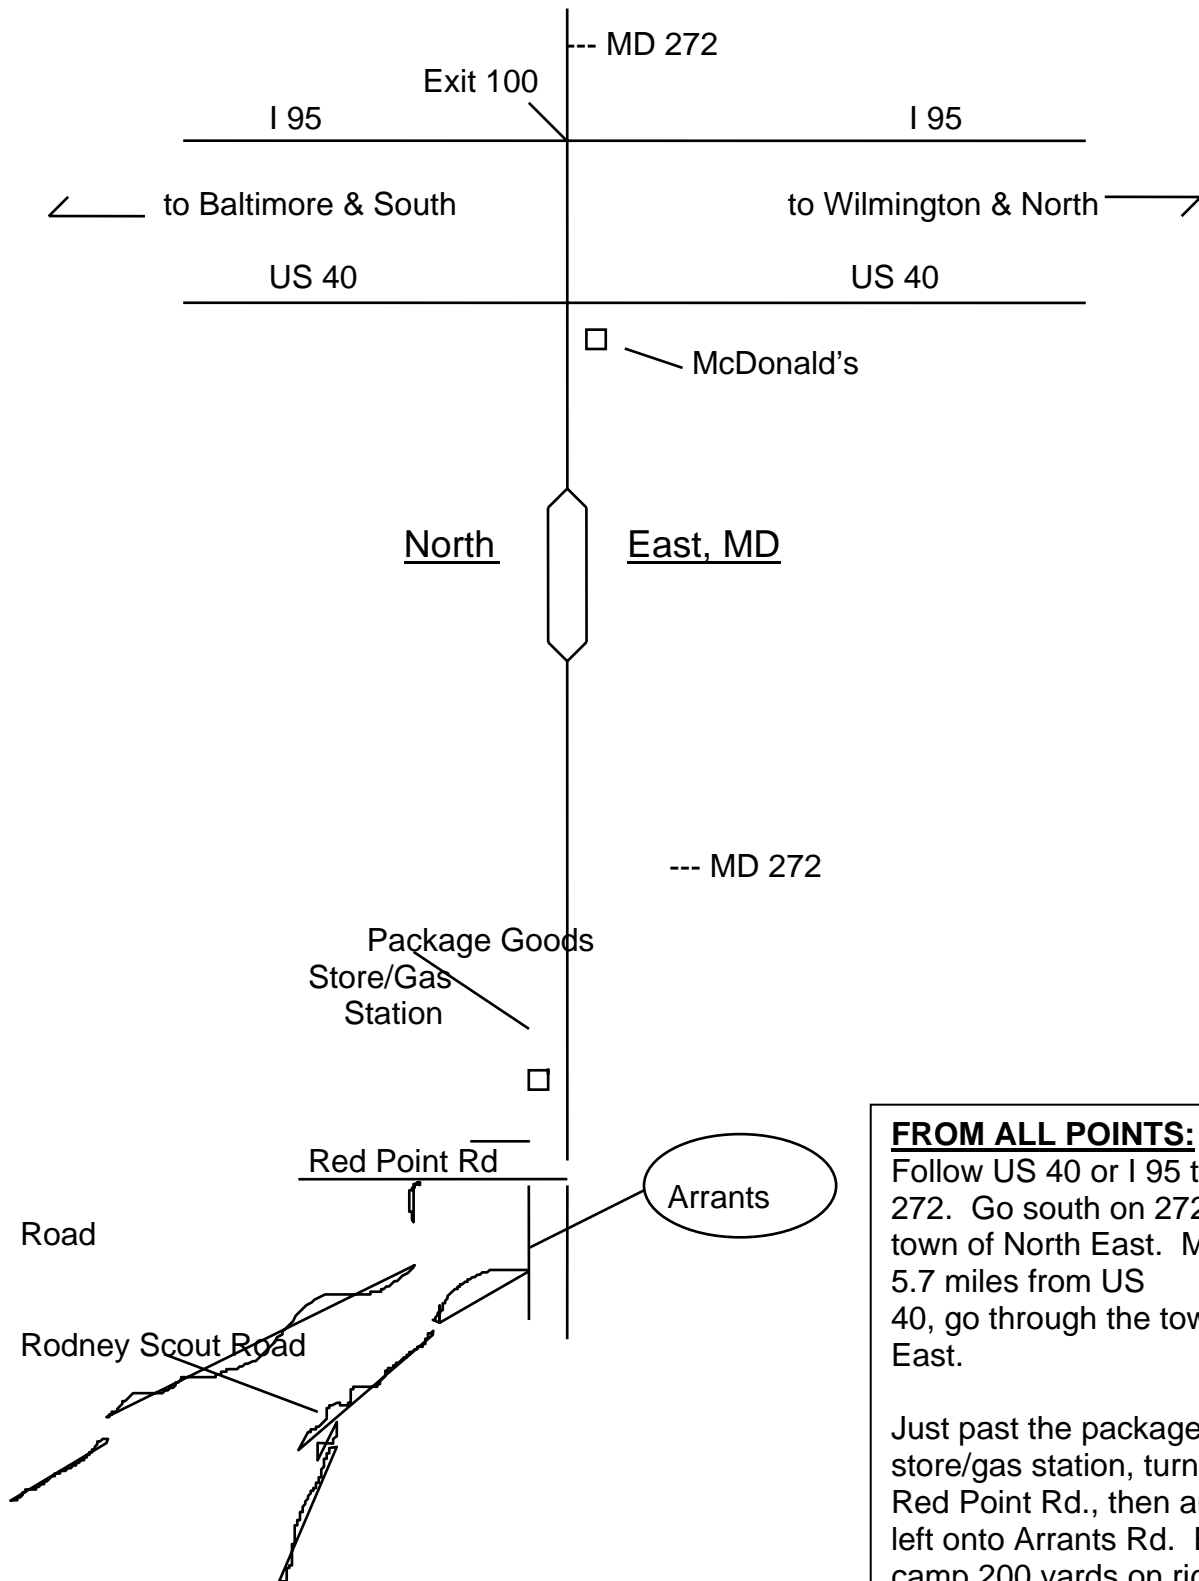 --- MD 272
Exit 100
I 95 I 95
to Baltimore & South to Wilmington & North
US 40 US 40
McDonald's
North East, MD
--- MD 272
Package Goods
Store/Gas
Station
Red Point Rd
Arrants
Road
Rodney Scout Road
FROM ALL POINTS:
Follow US 40 or I 95
272. Go south on 272
town of North East.
5.7 miles from US
40, go through the
East.
Just past the package
store/gas station, turn
Red Point Rd., then
left onto Arrants Rd.
camp 200 yards on